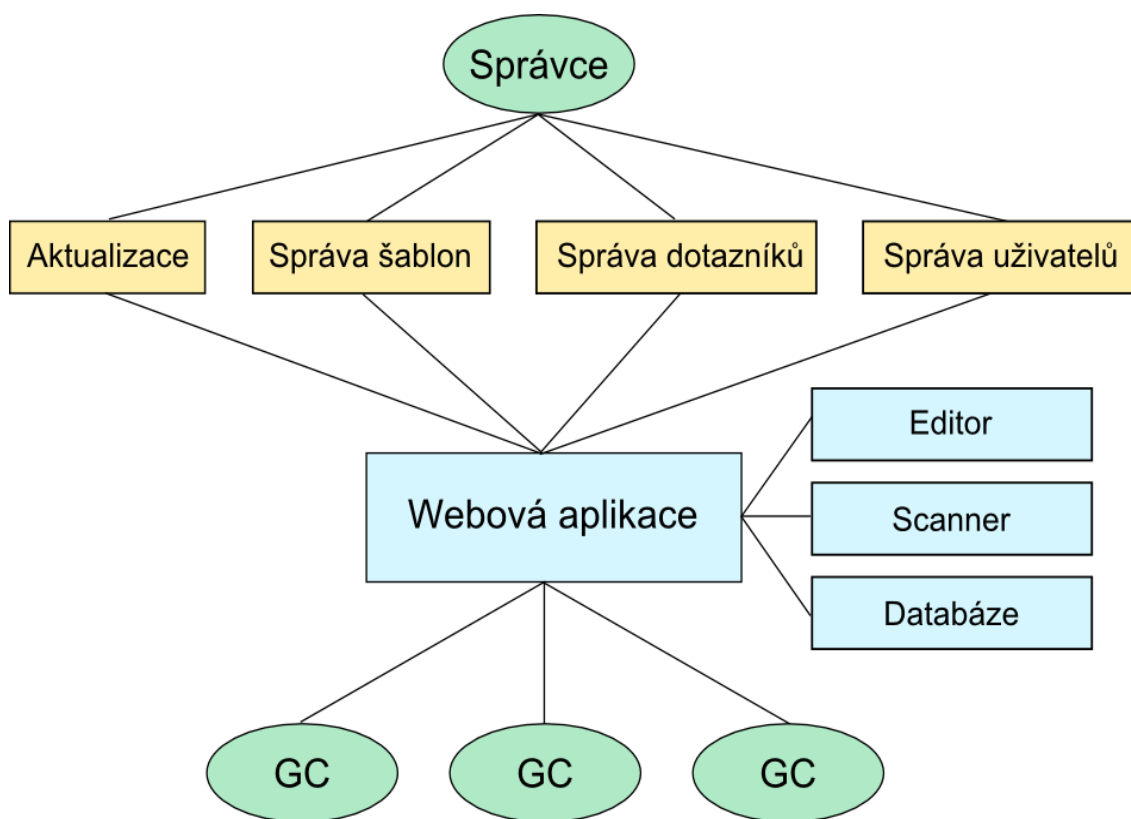 Správce
Aktualizace
Správa šablon
Správa dotazníků
Správa uživatelů
Editor
Webová aplikace
Scanner
Databáze
GC
GC
GC